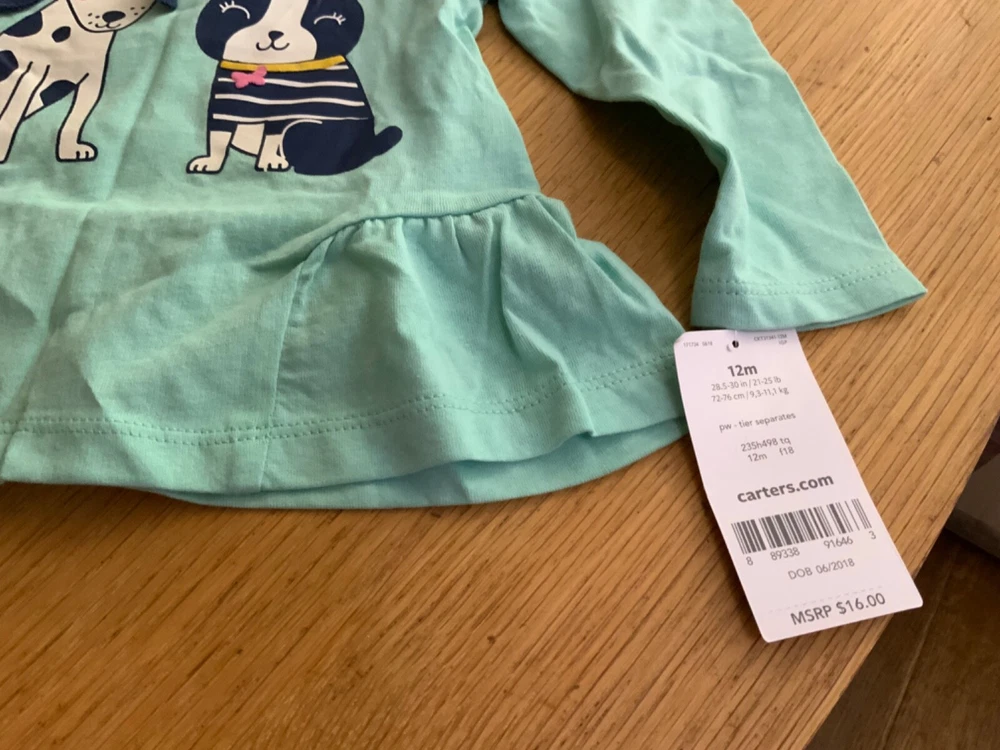 12m
28.5-30 in / 21-25 lb
72-76 cm / 9,3-11,1 kg
pw - tier separates
235h498 tq
12m f18
carters.com
8 89338 91646 3
DOB 06/2018
MSRP $16.00